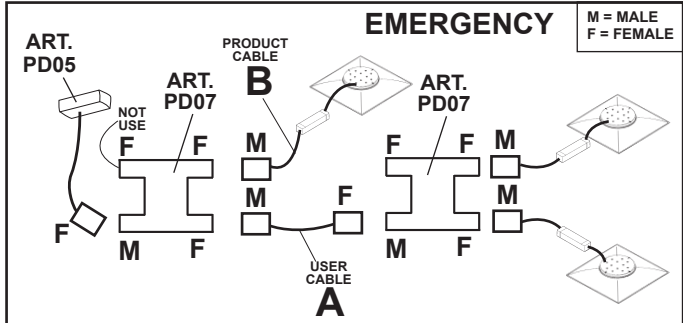 EMERGENCY
M = MALE
F = FEMALE
ART.
PD05
ART.
PD07
NOT
USE
PRODUCT
CABLE
B
ART.
PD07
F
F
M
F
F
M
M
M
F
M
F
F
M
F
M
USER
CABLE
A